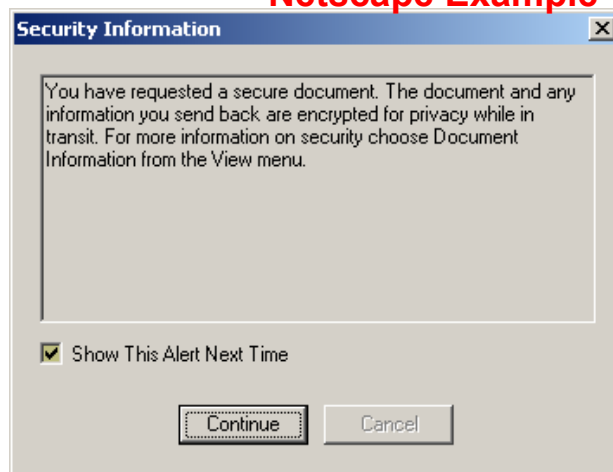 Netscape Example
Security Information
You have requested a secure document. The document and any
information you send back are encrypted for privacy while in
transit. For more information on security choose Document
Information from the View menu.
Show This Alert Next Time
Continue
Cancel